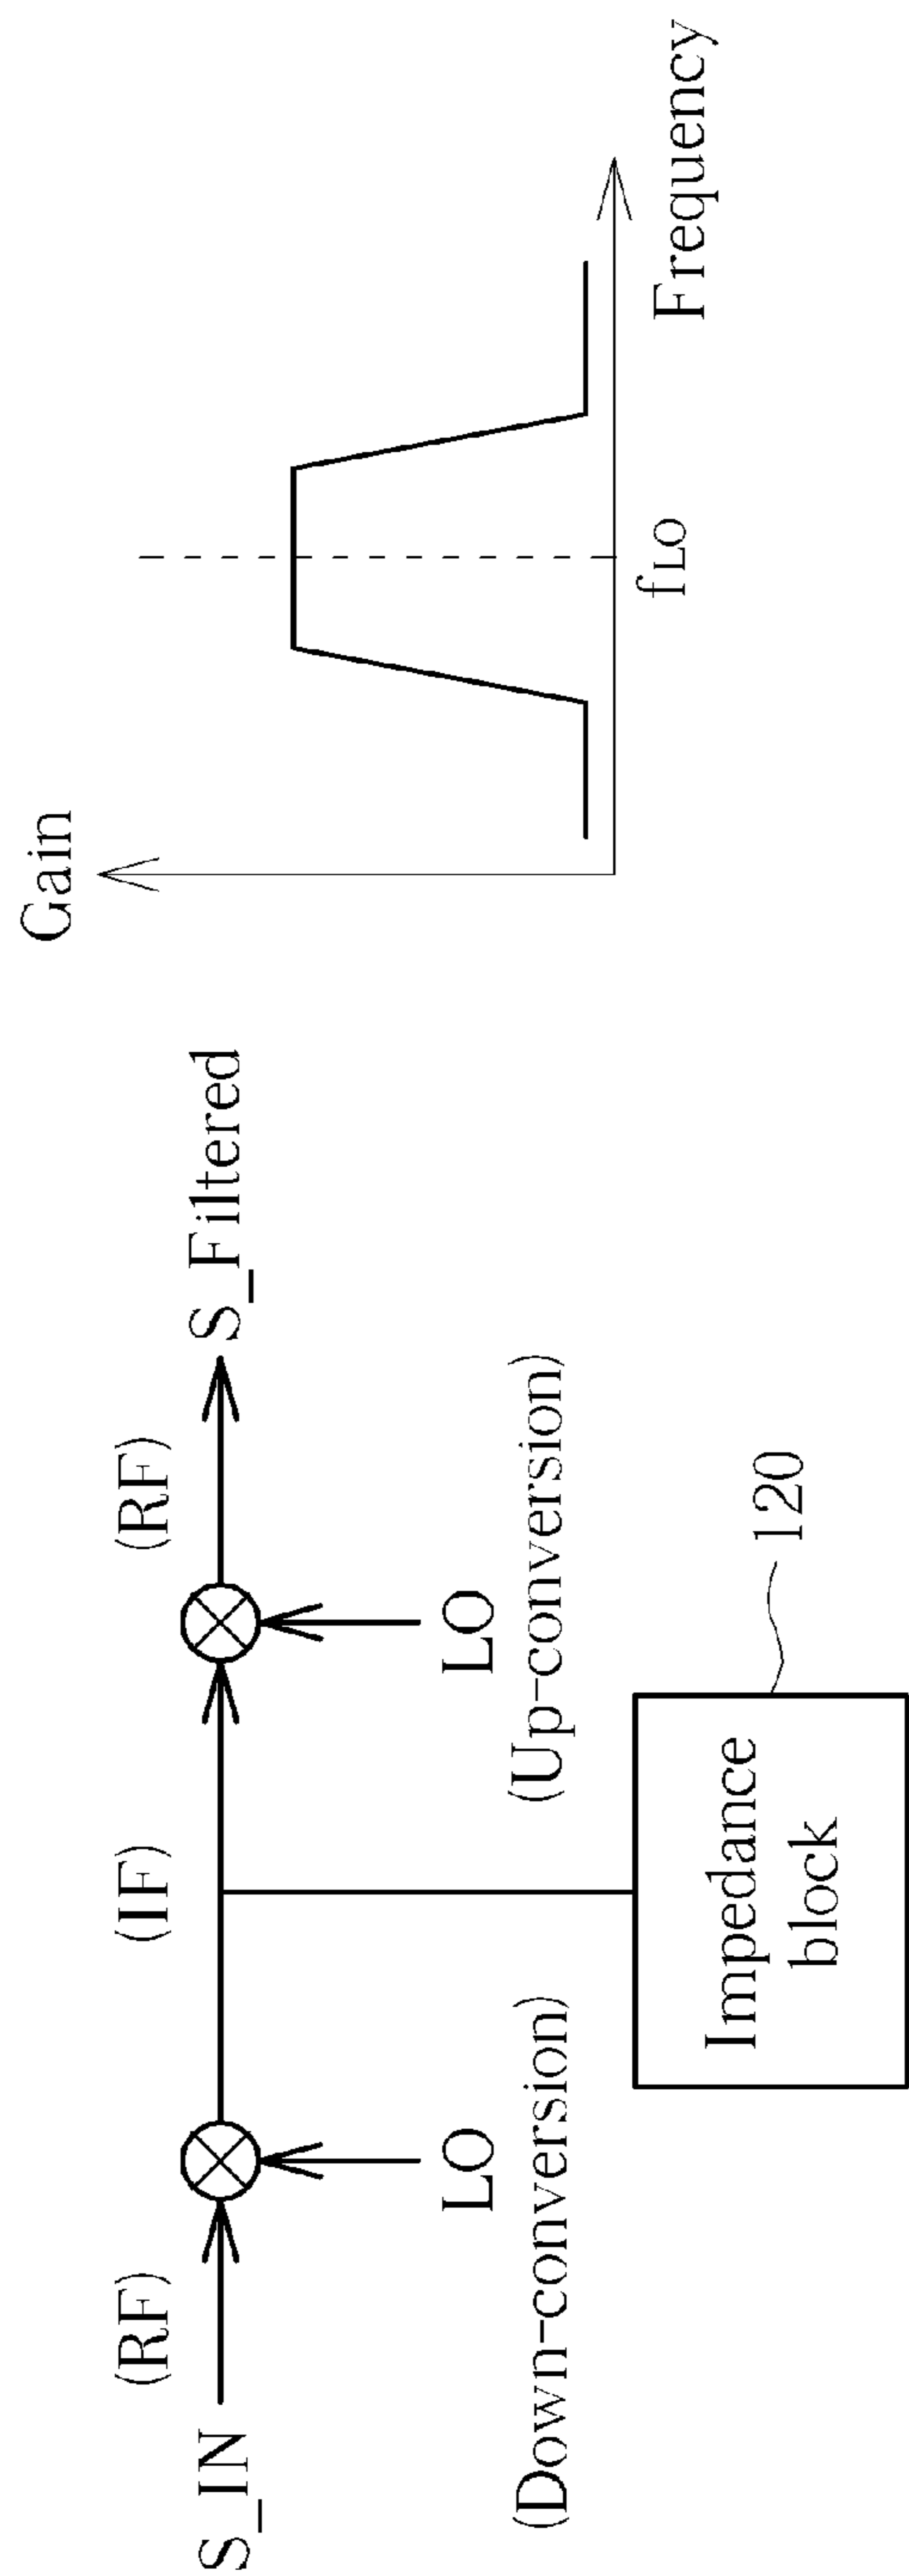 S_IN
(RF)
LO
(Down-conversion)
(IF)
Impedance
block
120
(RF)
LO
(Up-conversion)
S_Filtered
Gain
fLO
Frequency